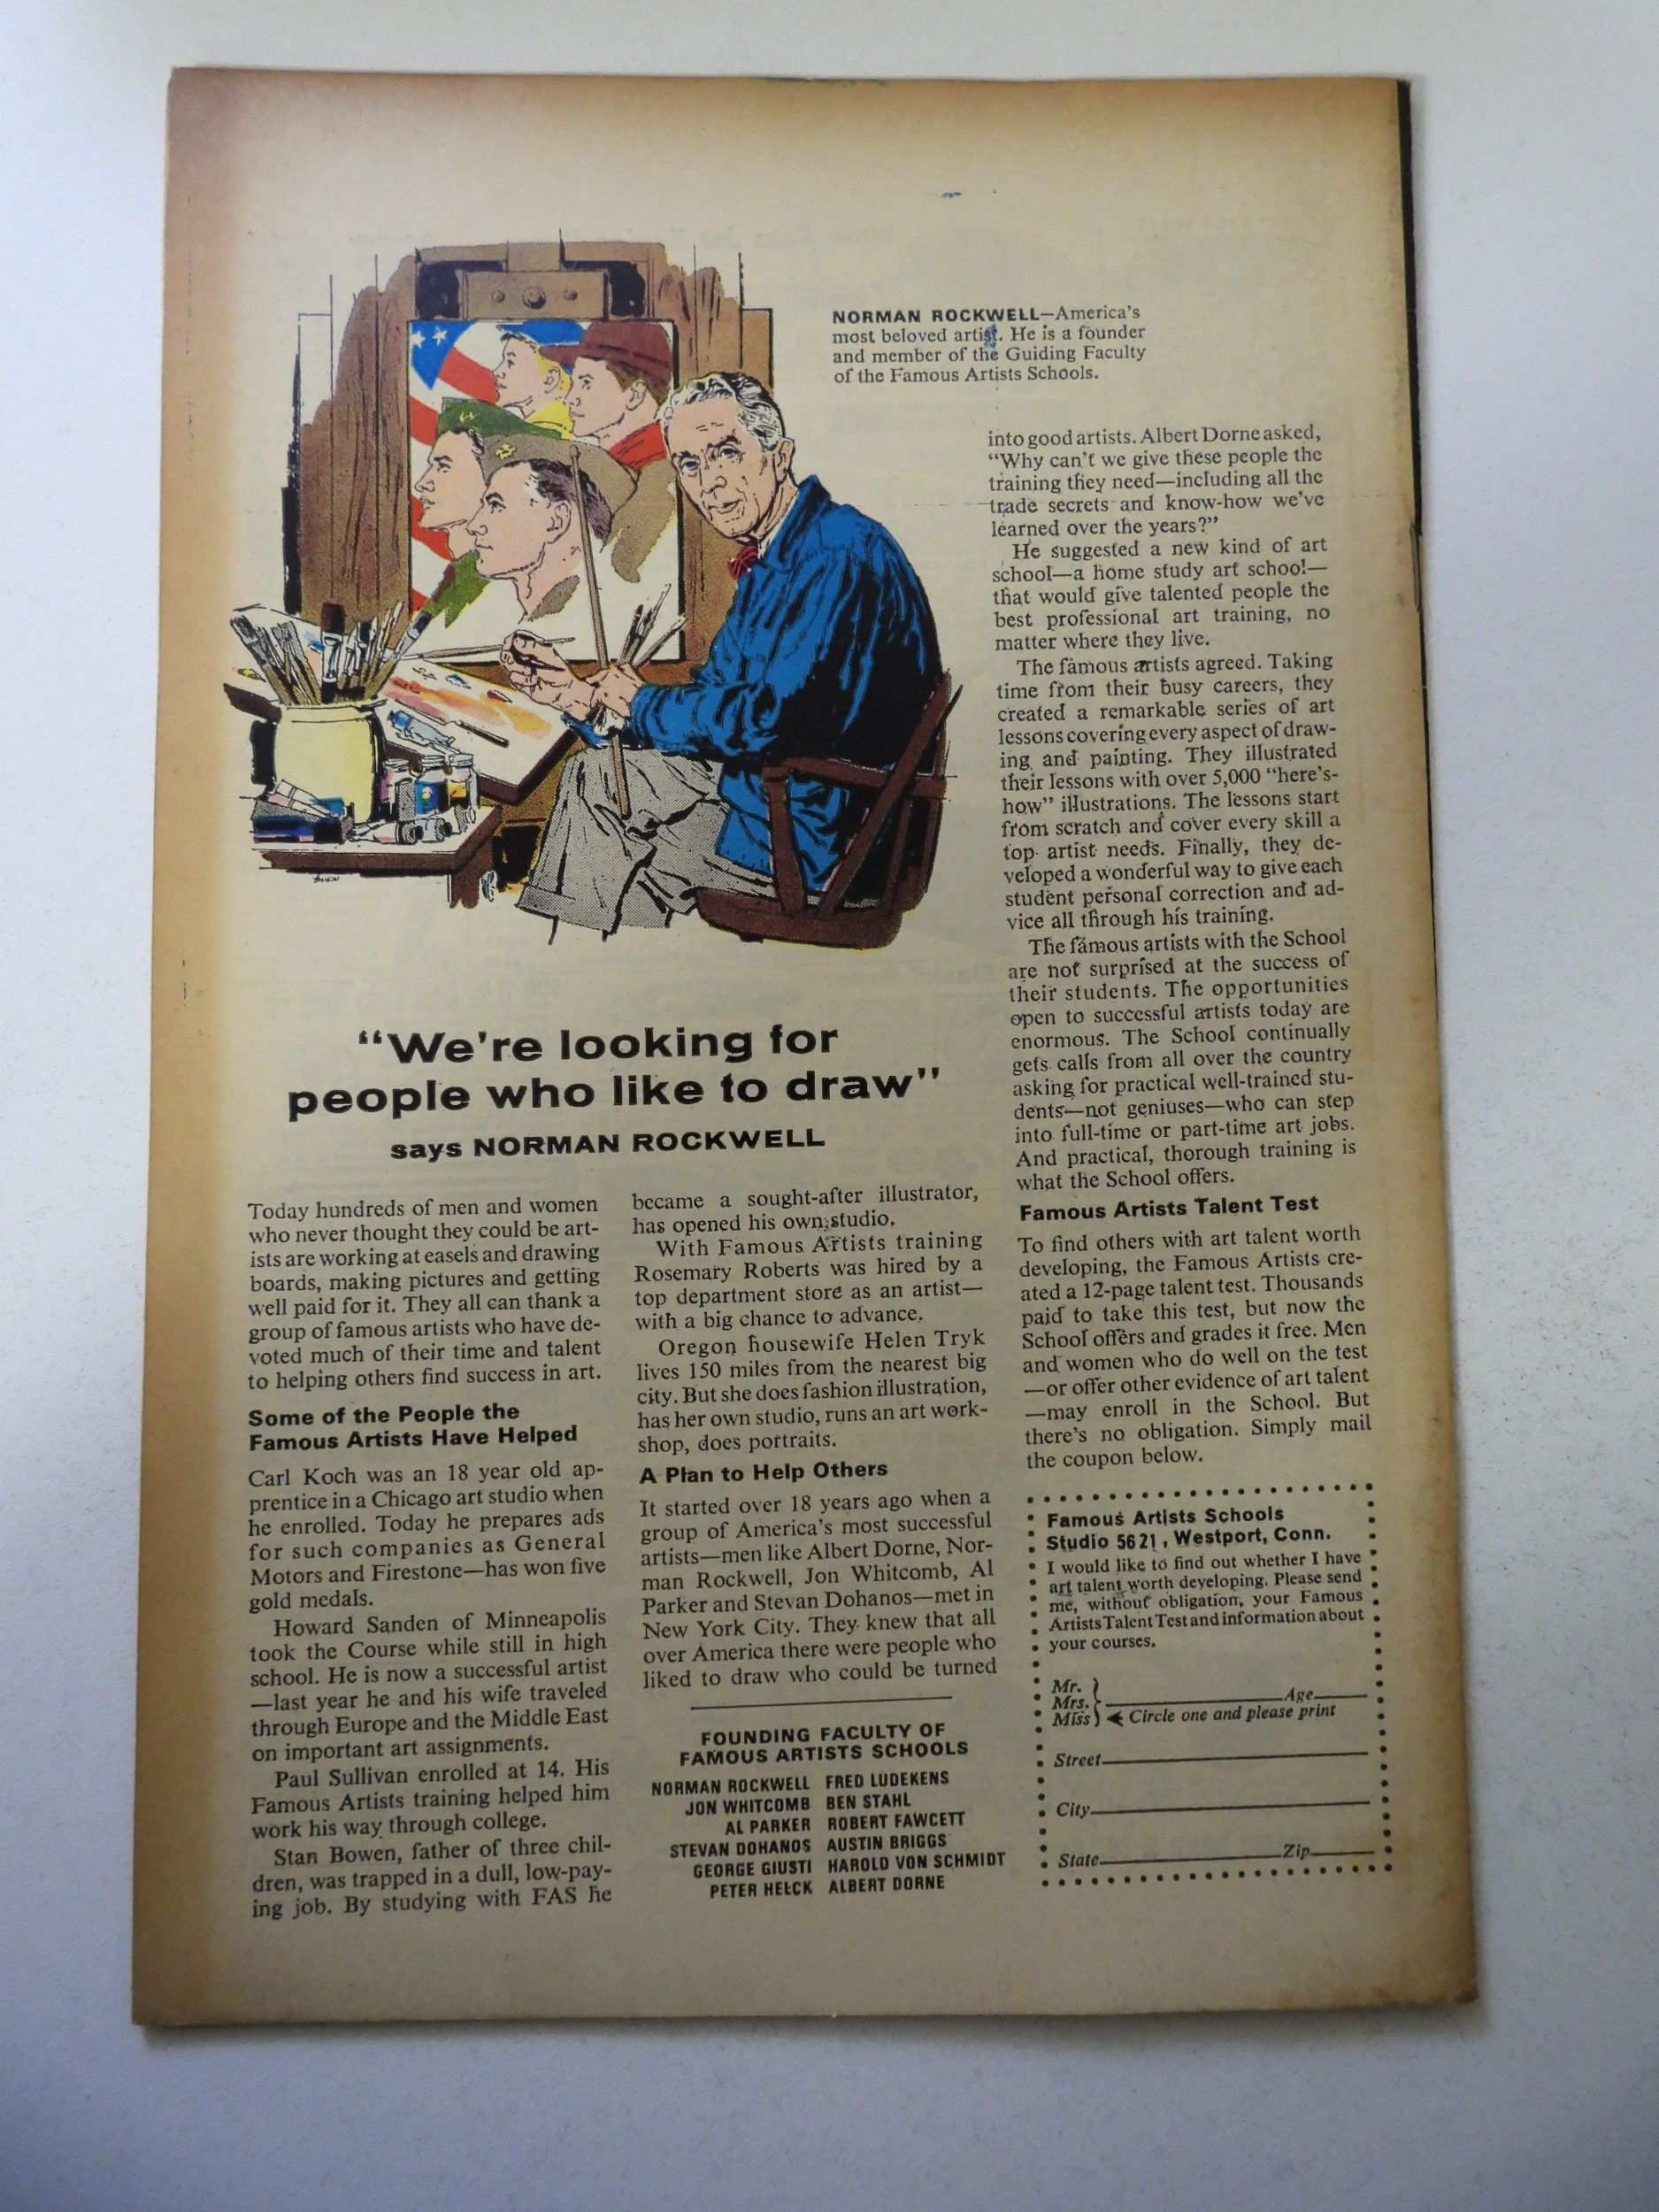 NORMAN ROCKWELL—America's
most beloved artist. He is a founder
and member of the Guiding Faculty
of the Famous Artists Schools.
"We're looking for
people who like to draw"
says NORMAN ROCKWELL
Today hundreds of men and women
who never thought they could be art-
ists are working at easels and drawing
boards, making pictures and getting
well paid for it. They all can thank a
group of famous artists who have de-
voted much of their time and talent
to helping others find success in art.
Some of the People the
Famous Artists Have Helped
Carl Koch was an 18 year old ap-
prentice in a Chicago art studio when
he enrolled. Today he prepares ads
for such companies as General
Motors and Firestone—has won five
gold medals.
Howard Sanden of Minneapolis
took the Course while still in high
school. He is now a successful artist
—last year he and his wife traveled
through Europe and the Middle East
on important art assignments.
Paul Sullivan enrolled at 14. His
Famous Artists training helped him
work his way through college.
Stan Bowen, father of three chil-
dren, was trapped in a dull, low-pay-
ing job. By studying with FAS he
became a sought-after illustrator,
has opened his own studio.
With Famous Artists training
Rosemary Roberts was hired by a
top department store as an artist—
with a big chance to advance.
Oregon housewife Helen Tryk
lives 150 miles from the nearest big
city. But she does fashion illustration,
has her own studio, runs an art work-
shop, does portraits.
A Plan to Help Others
It started over 18 years ago when a
group of America's most successful
artists—men like Albert Dorne, Nor-
man Rockwell, Jon Whitcomb, Al
Parker and Stevan Dohanos—met in
New York City. They knew that all
over America there were people who
liked to draw who could be turned
into good artists. Albert Dorne asked,
"Why can't we give these people the
training they need—including all the
trade secrets and know-how we've
learned over the years?"
He suggested a new kind of art
school—a home study art school—
that would give talented people the
best professional art training, no
matter where they live.
The famous artists agreed. Taking
time from their busy careers, they
created a remarkable series of art
lessons covering every aspect of draw-
ing and painting. They illustrated
their lessons with over 5,000 "here's-
how" illustrations. The lessons start
from scratch and cover every skill a
top artist needs. Finally, they de-
veloped a wonderful way to give each
student personal correction and ad-
vice all through his training.
The famous artists with the School
are not surprised at the success of
their students. The opportunities
open to successful artists today are
enormous. The School continually
gets calls from all over the country
asking for practical well-trained stu-
dents—not geniuses—who can step
into full-time or part-time art jobs.
And practical, thorough training is
what the School offers.
Famous Artists Talent Test
To find others with art talent worth
developing, the Famous Artists cre-
ated a 12-page talent test. Thousands
paid to take this test, but now the
School offers and grades it free. Men
and women who do well on the test
—or offer other evidence of art talent
—may enroll in the School. But
there's no obligation. Simply mail
the coupon below.
FOUNDING FACULTY OF
FAMOUS ARTISTS SCHOOLS
NORMAN ROCKWELL FRED LUDEKENS
JON WHITCOMB BEN STAHL
AL PARKER ROBERT FAWCETT
STEVAN DOHANOS AUSTIN BRIGGS
GEORGE GIUSTI HAROLD VON SCHMIDT
PETER HELCK ALBERT DORNE
Famous Artists Schools
Studio 5621, Westport, Conn.
I would like to find out whether I have
art talent worth developing. Please send
me, without obligation, your Famous
Artists Talent Test and information about
your courses.
Mr.
Mrs. Age
Miss Circle one and please print
Street
City
State Zip